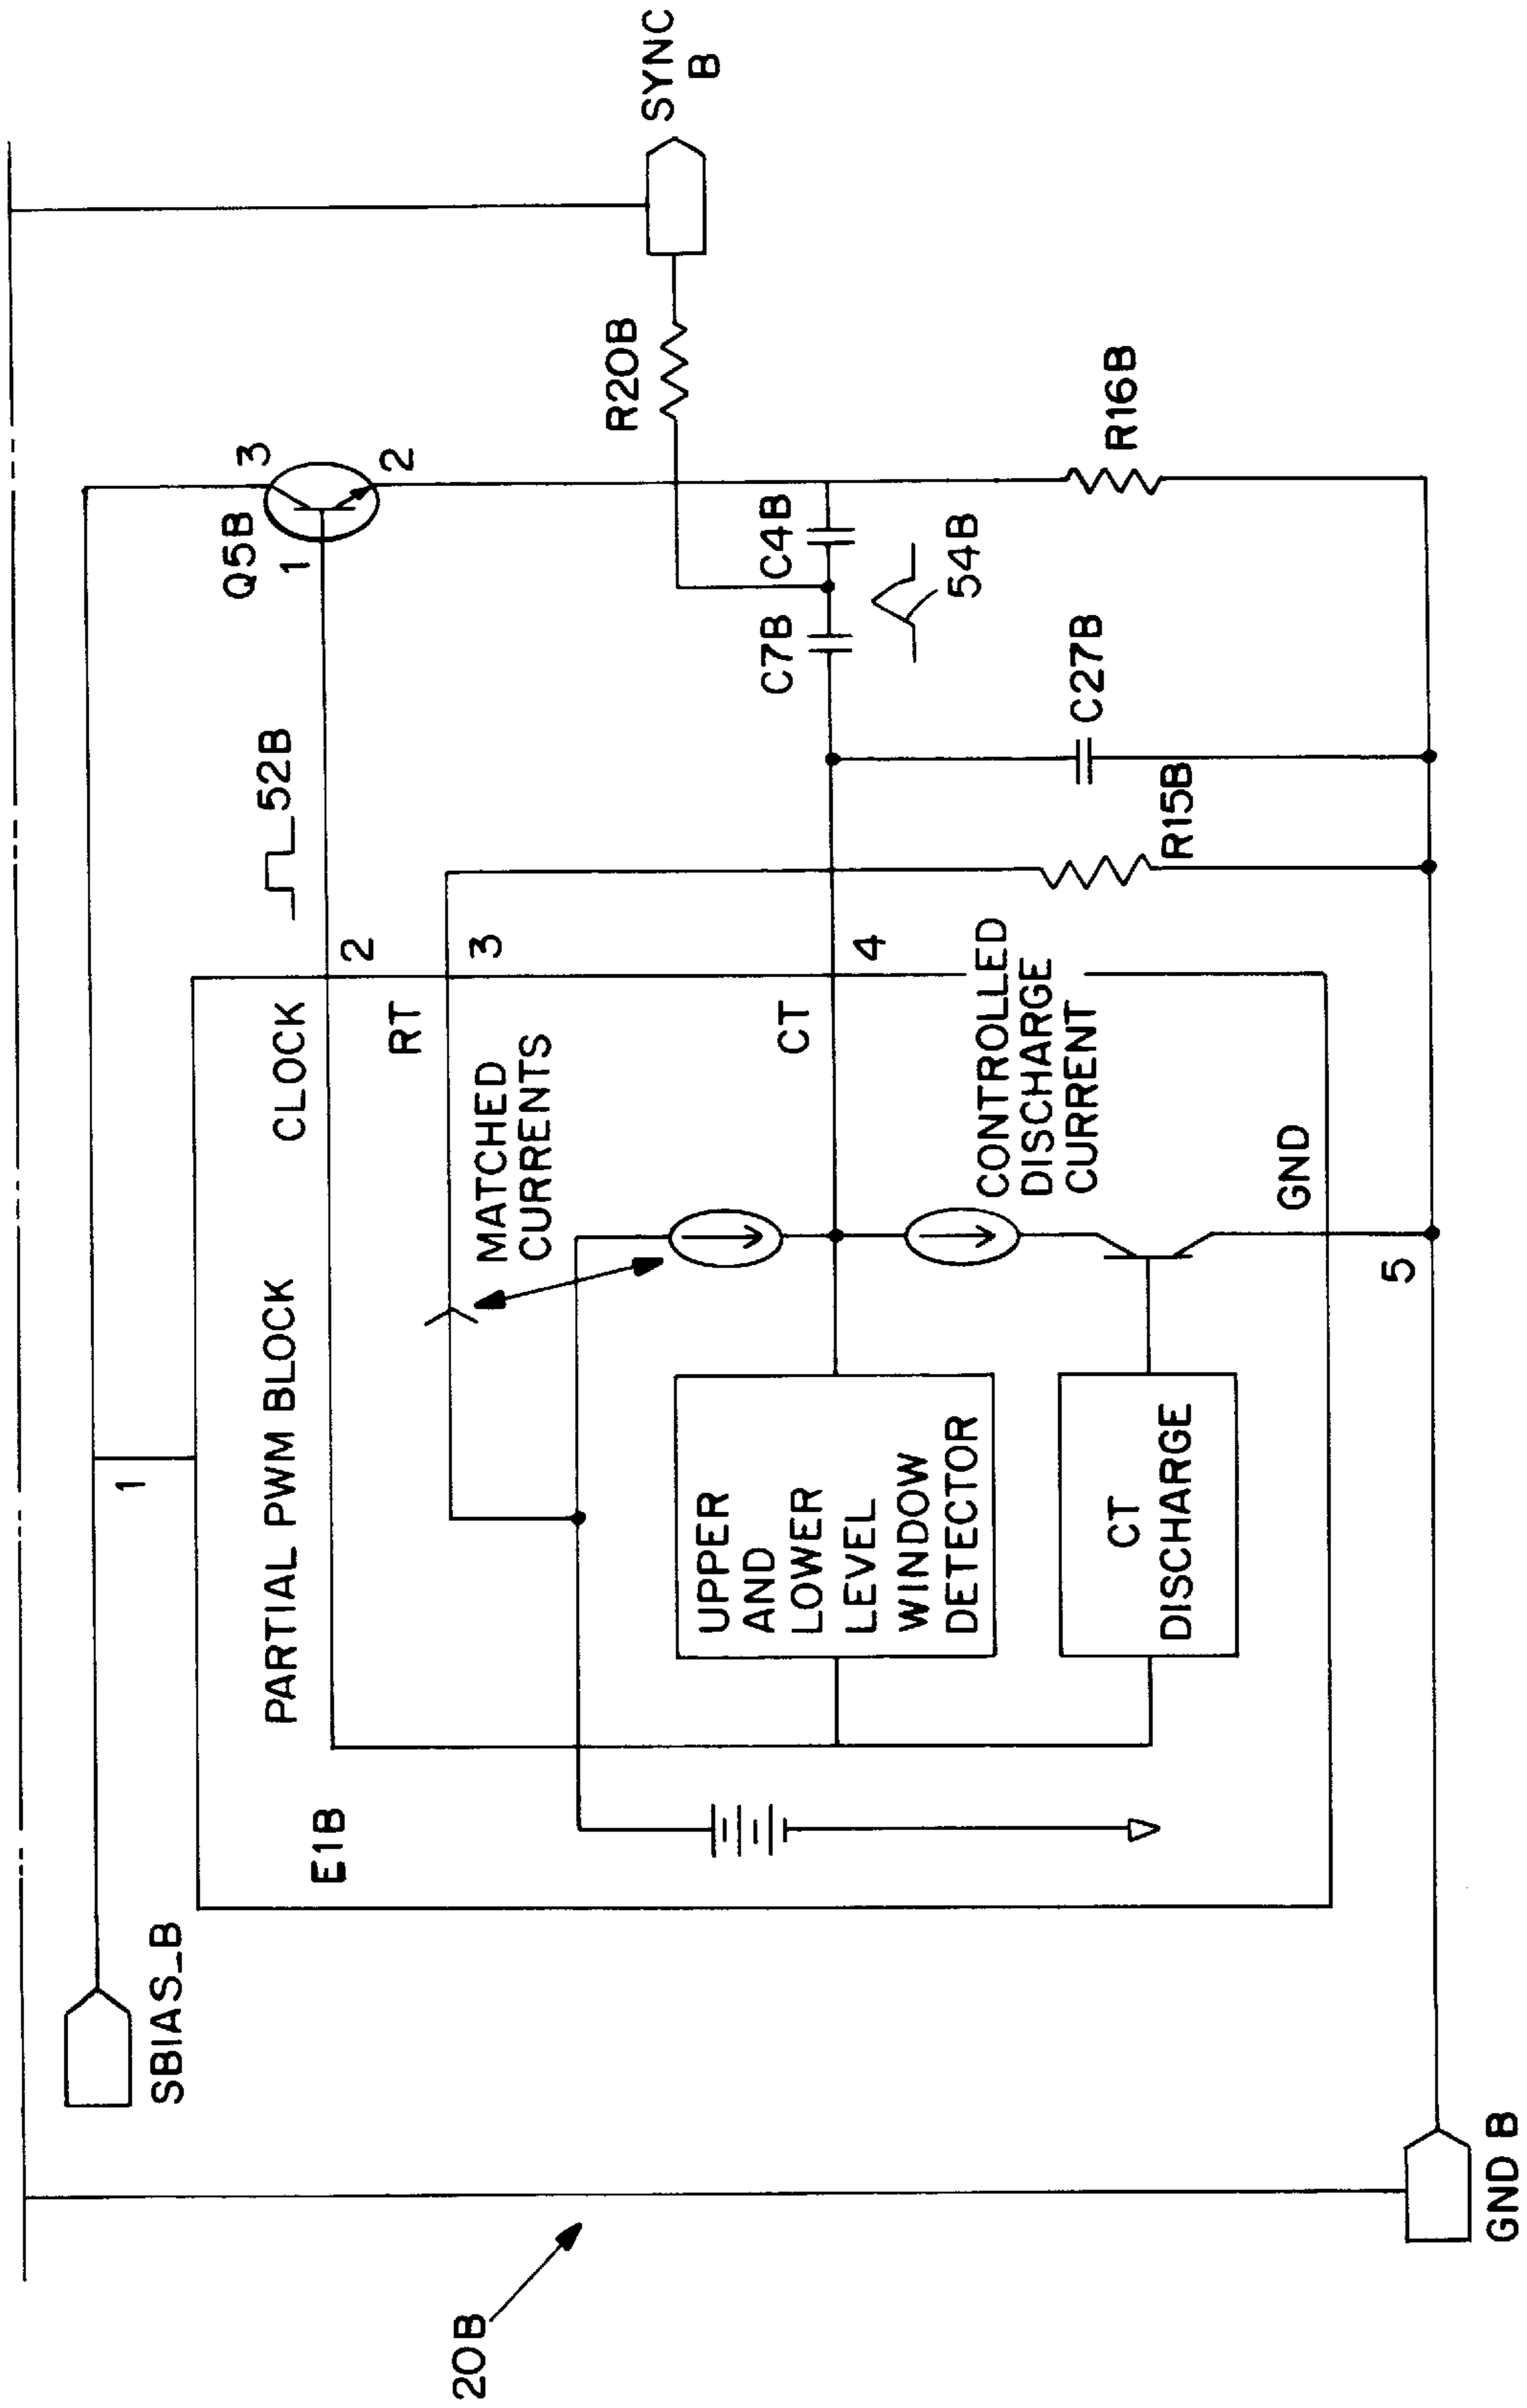 SBIAS_B
1
Q5B
3
1
2
52B
PARTIAL PWM BLOCK
CLOCK
2
E1B
RT
3
MATCHED
CURRENTS
R20B
SYNC
B
UPPER
AND
LOWER
LEVEL
WINDOW
DETECTOR
CT
4
C7B
C4B
54B
CONTROLLED
DISCHARGE
CURRENT
C27B
R15B
R16B
CT
DISCHARGE
GND
5
GND B
20B